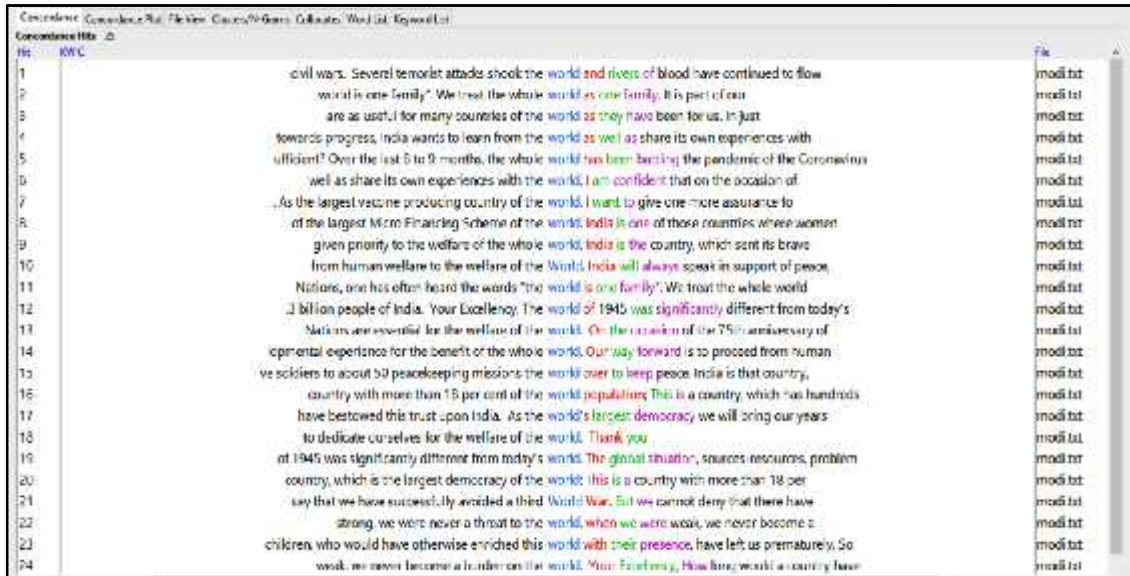 Concordance Concordance Plot File View Clusters/N-Grams Collocates Word List Keyword List
Concordance Hits
Hit KWIC File
1 civil wars. Several terrorist attacks shook the world and rivers of blood have continued to flow modi.txt
2 world is one family". We treat the whole world as one family. It is part of our modi.txt
3 are as useful for many countries of the world as they have been for us. In just modi.txt
4 towards progress, India wants to learn from the world as well as share its own experiences with modi.txt
5 ufficient? Over the last 8 to 9 months, the whole world has been battling the pandemic of the Coronavirus modi.txt
6 well as share its own experiences with the world. I am confident that on the occasion of modi.txt
7 . As the largest vaccine producing country of the world, I want to give one more assurance to modi.txt
8 of the largest Micro Financing Scheme of the world. India is one of those countries where women modi.txt
9 given priority to the welfare of the whole world. India is the country, which sent its brave modi.txt
10 from human welfare to the welfare of the World. India will always speak in support of peace, modi.txt
11 Nations, one has often heard the words "the world is one family". We treat the whole world modi.txt
12 .3 billion people of India. Your Excellency, The world of 1945 was significantly different from today's modi.txt
13 Nations are essential for the welfare of the world. On the occasion of the 75th anniversary of modi.txt
14 lopmental experience for the benefit of the whole world. Our way forward is to proceed from human modi.txt
15 ve soldiers to about 50 peacekeeping missions the world over to keep peace. India is that country, modi.txt
16 country with more than 18 per cent of the world population; This is a country, which has hundreds modi.txt
17 have bestowed this trust upon India. As the world's largest democracy we will bring our years modi.txt
18 to dedicate ourselves for the welfare of the world. Thank you modi.txt
19 of 1945 was significantly different from today's world. The global situation, sources-resources, problem modi.txt
20 country, which is the largest democracy of the world; This is a country with more than 18 per modi.txt
21 say that we have successfully avoided a third World War. But we cannot deny that there have modi.txt
22 strong, we were never a threat to the world, when we were weak, we never become a modi.txt
23 children, who would have otherwise enriched this world with their presence, have left us prematurely. So modi.txt
24 weak, we never become a burden on the world. Your Excellency, How long would a country have modi.txt